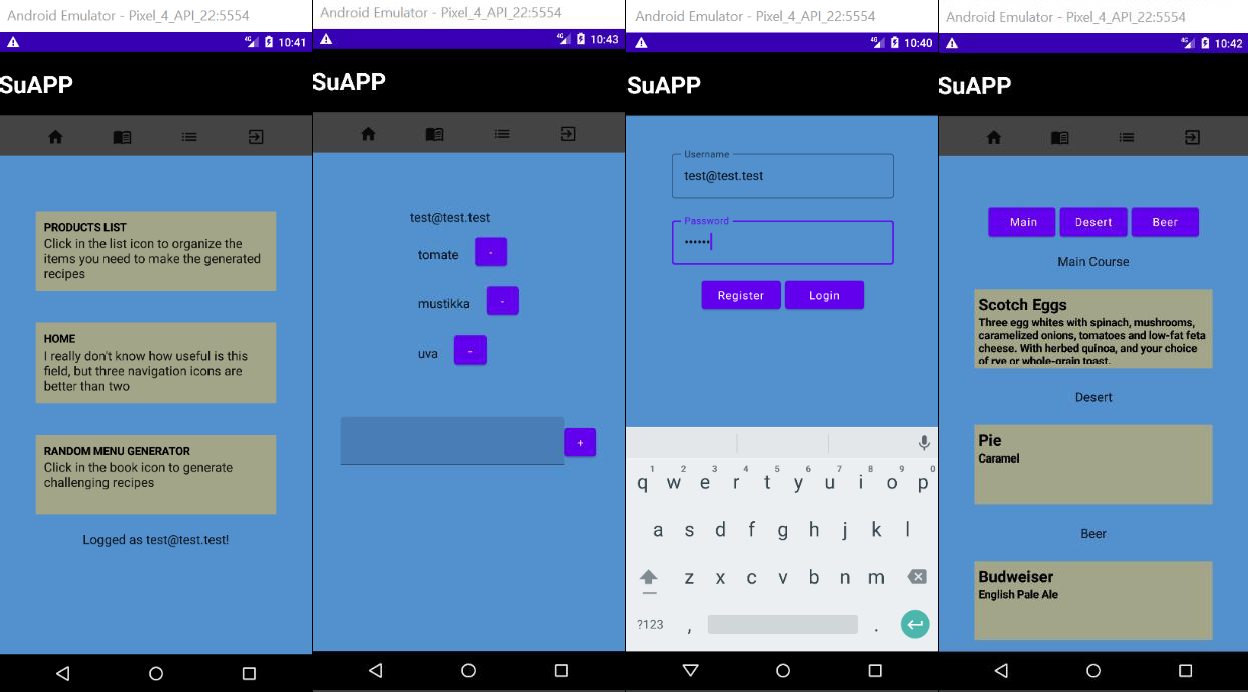 Android Emulator - Pixel_4_API_22:5554
4G 10:41
SuAPP
PRODUCTS LIST
Click in the list icon to organize the
items you need to make the generated
recipes
HOME
I really don't know how useful is this
field, but three navigation icons are
better than two
RANDOM MENU GENERATOR
Click in the book icon to generate
challenging recipes
Logged as test@test.test!
Android Emulator - Pixel_4_API_22:5554
4G 10:43
SuAPP
test@test.test
tomate -
mustikka -
uva -
+
Android Emulator - Pixel_4_API_22:5554
4G 10:40
SuAPP
Username
test@test.test
Password
••••••
Register Login
1 2 3 4 5 6 7 8 9 0
q w e r t y u i o p
a s d f g h j k l
z x c v b n m
?123 , .
Android Emulator - Pixel_4_API_22:5554
4G 10:42
SuAPP
Main Desert Beer
Main Course
Scotch Eggs
Three egg whites with spinach, mushrooms,
caramelized onions, tomatoes and low-fat feta
cheese. With herbed quinoa, and your choice
of rye or whole-grain toast.
Desert
Pie
Caramel
Beer
Budweiser
English Pale Ale